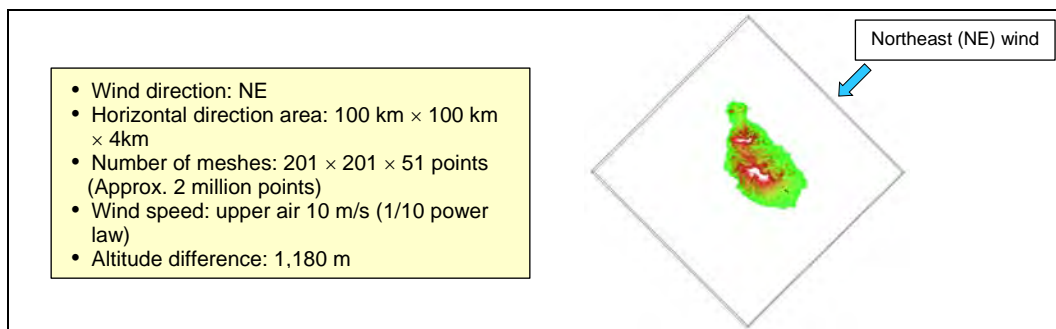 • Wind direction: NE
• Horizontal direction area: 100 km × 100 km
× 4km
• Number of meshes: 201 × 201 × 51 points
(Approx. 2 million points)
• Wind speed: upper air 10 m/s (1/10 power
law)
• Altitude difference: 1,180 m
Northeast (NE) wind